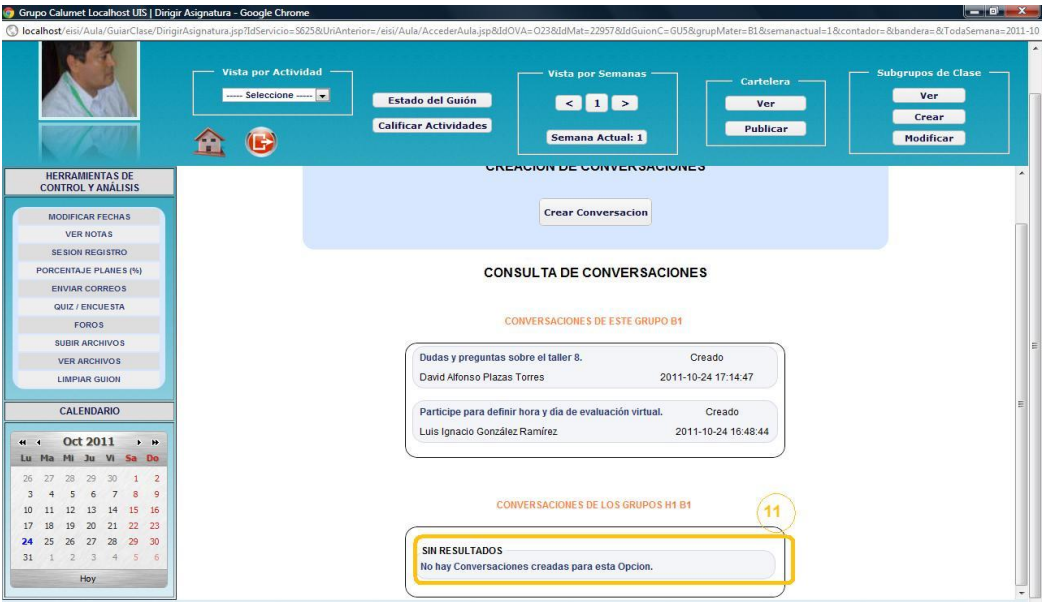 Grupo Calumet Localhost UIS | Dirigir Asignatura - Google Chrome
localhost/eisi/Aula/GuiarClase/DirigirAsignatura.jsp?IdServicio=S625&UriAnterior=/eisi/Aula/AccederAula.jsp&IdOVA=O23&IdMat=22957&IdGuionC=GU5&grupMater=B1&semanactual=1&contador=&bandera=&TodaSemana=2011-10
Vista por Actividad
----- Seleccione -----
Estado del Guión
Calificar Actividades
Vista por Semanas
< 1 >
Semana Actual: 1
Cartelera
Ver
Publicar
Subgrupos de Clase
Ver
Crear
Modificar
HERRAMIENTAS DE
CONTROL Y ANÁLISIS
MODIFICAR FECHAS
VER NOTAS
SESION REGISTRO
PORCENTAJE PLANES (%)
ENVIAR CORREOS
QUIZ / ENCUESTA
FOROS
SUBIR ARCHIVOS
VER ARCHIVOS
LIMPIAR GUION
CALENDARIO
Oct 2011
Lu Ma Mi Ju Vi Sa Do
26 27 28 29 30 1 2
3 4 5 6 7 8 9
10 11 12 13 14 15 16
17 18 19 20 21 22 23
24 25 26 27 28 29 30
31 1 2 3 4 5 6
Hoy
CREACION DE CONVERSACIONES
Crear Conversacion
CONSULTA DE CONVERSACIONES
CONVERSACIONES DE ESTE GRUPO B1
Dudas y preguntas sobre el taller 8. Creado
David Alfonso Plazas Torres 2011-10-24 17:14:47
Participe para definir hora y día de evaluación virtual. Creado
Luis Ignacio González Ramírez 2011-10-24 16:48:44
CONVERSACIONES DE LOS GRUPOS H1 B1
11
SIN RESULTADOS
No hay Conversaciones creadas para esta Opcion.